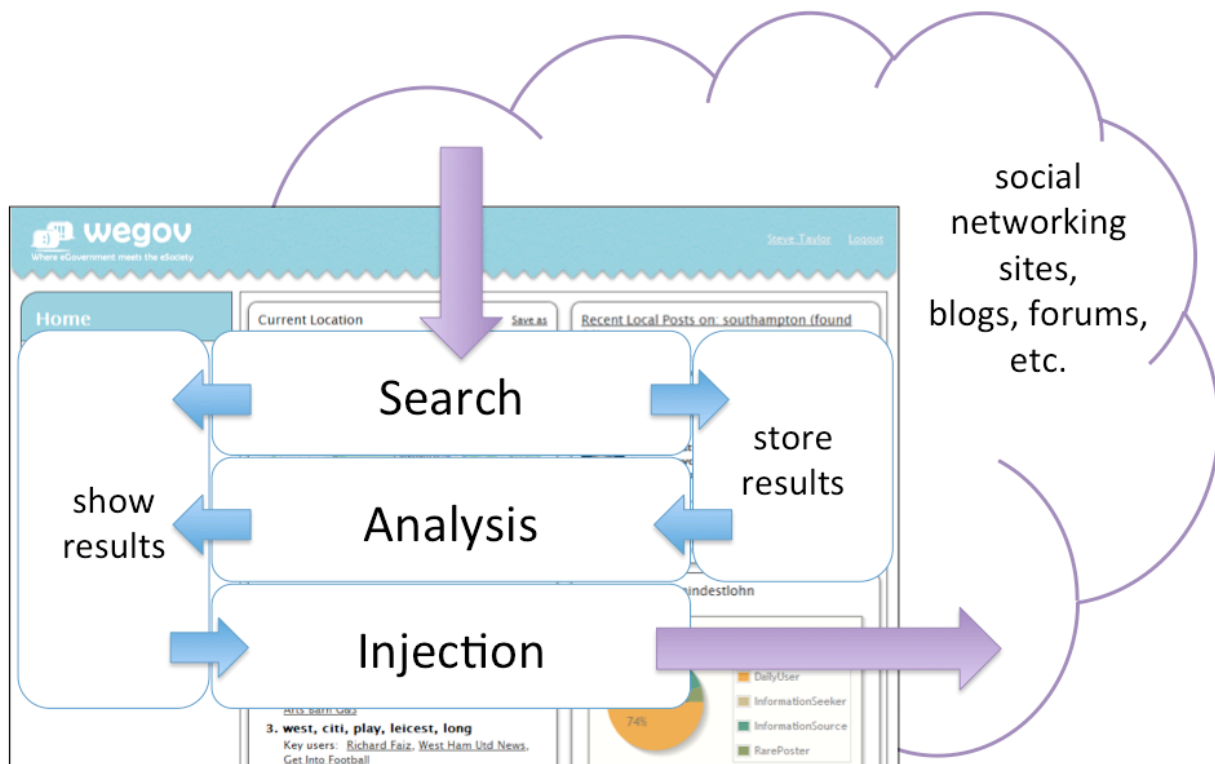 social
networking
sites,
blogs, forums,
etc.
wegov
Where eGovernment meets the eSociety
Steve Taylor Logout
Home
Current Location Save as
Recent Local Posts on: southampton (found
Search
store
results
show
results
Analysis
indestlohn
Injection
DailyUser
InformationSeeker
InformationSource
RarePoster
74%
Arts Barn G&S
3. west, citi, play, leicest, long
Key users: Richard Faiz, West Ham Utd News,
Get Into Football